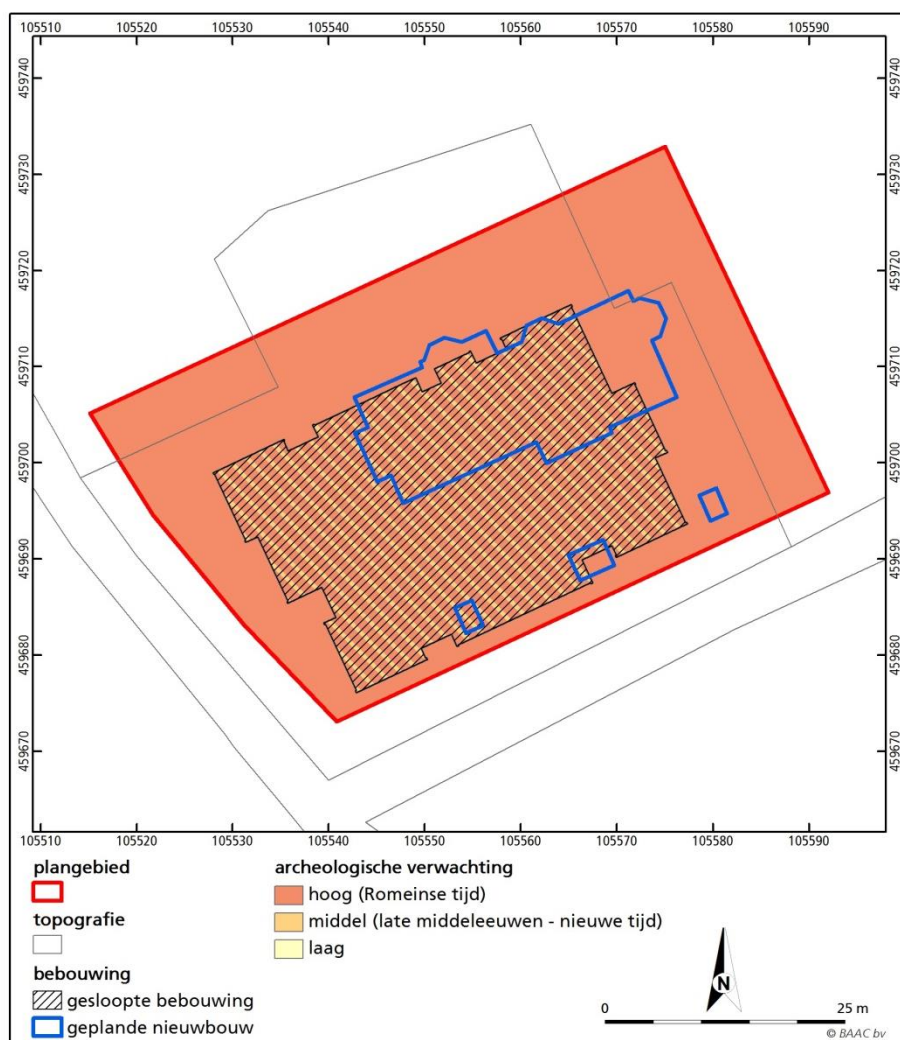 105510 105520 105530 105540 105550 105560 105570 105580 105590
459740
459740
459730
459730
459720
459720
459710
459710
459700
459700
459690
459690
459680
459680
459670
459670
105510 105520 105530 105540 105550 105560 105570 105580 105590
plangebied
topografie
bebouwing
gesloopte bebouwing
geplande nieuwbouw
archeologische verwachting
hoog (Romeinse tijd)
middel (late middeleeuwen - nieuwe tijd)
laag
N
0 25 m
© BAAC bv